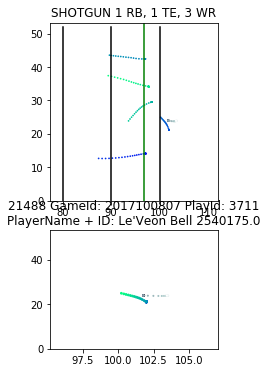 SHOTGUN 1 RB, 1 TE, 3 WR
50
40
30
20
10
0
80 90 100 110
21488 GameId: 2017100807 PlayId: 3711
PlayerName + ID: Le'Veon Bell 2540175.0
40
20
0
97.5 100.0 102.5 105.0